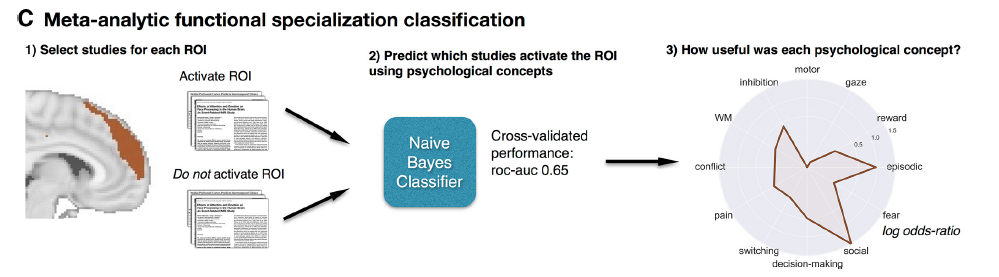 C Meta-analytic functional specialization classification
1) Select studies for each ROI
Activate ROI
Do not activate ROI
2) Predict which studies activate the ROI
using psychological concepts
Naive
Bayes
Classifier
Cross-validated
performance:
roc-auc 0.65
3) How useful was each psychological concept?
motor
inhibition
gaze
WM
reward
1.5
1.0
0.5
conflict
episodic
pain
fear
log odds-ratio
switching
social
decision-making